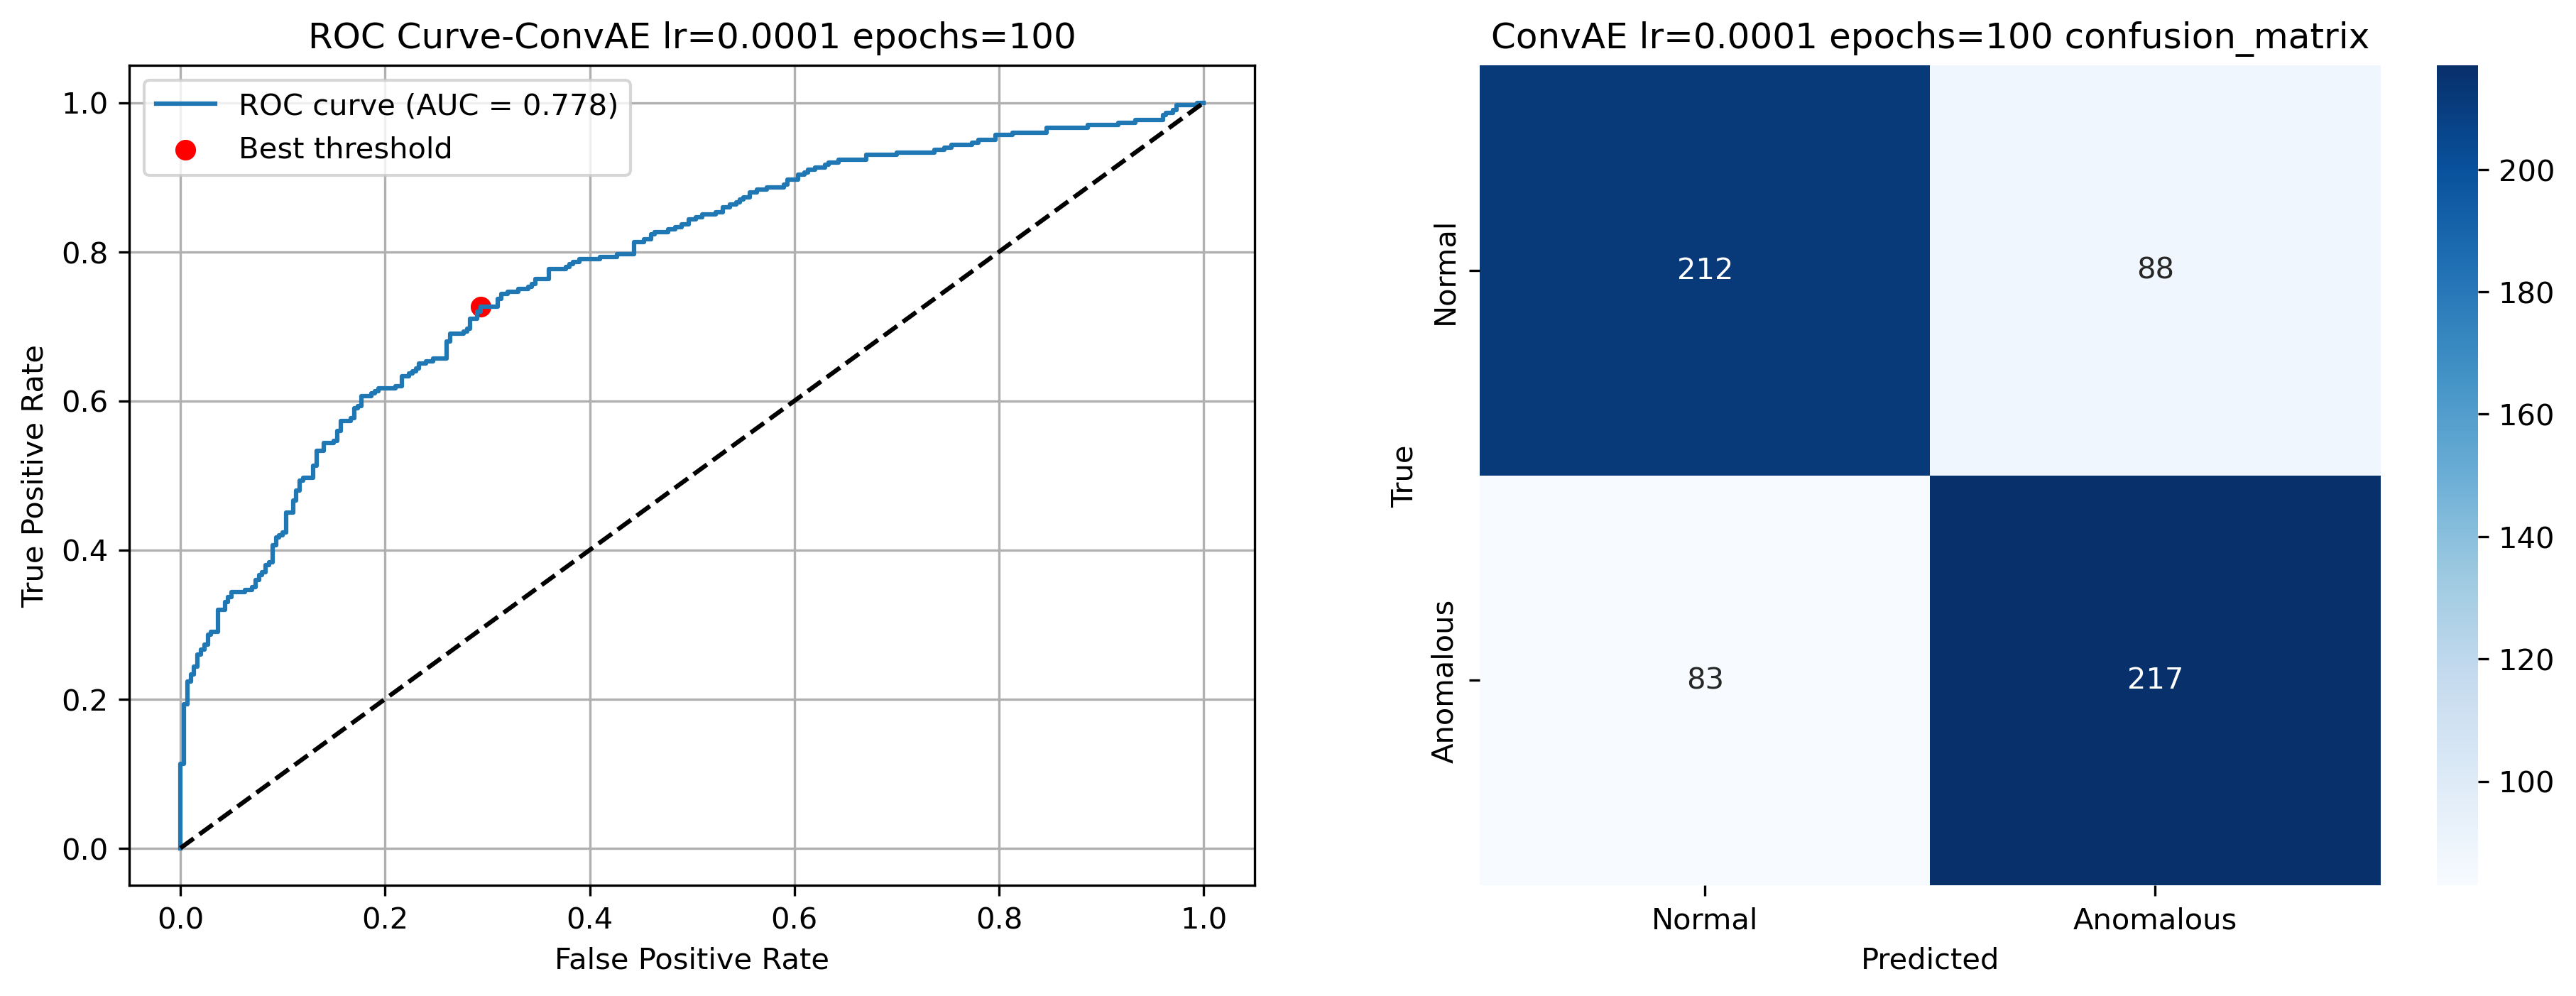 ROC Curve-ConvAE lr=0.0001 epochs=100
ROC curve (AUC = 0.778)
Best threshold
True Positive Rate
1.0
0.8
0.6
0.4
0.2
0.0
0.0 0.2 0.4 0.6 0.8 1.0
False Positive Rate
ConvAE lr=0.0001 epochs=100 confusion_matrix
True
Normal
212 88
Anomalous
83 217
Normal Anomalous
Predicted
200
180
160
140
120
100